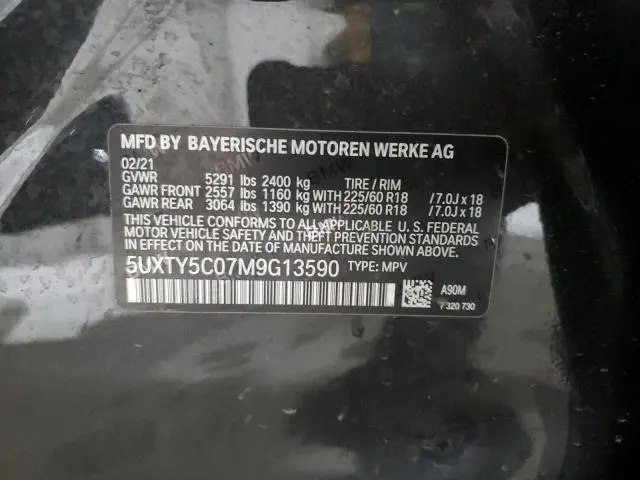 MFD BY BAYERISCHE MOTOREN WERKE AG
02/21
GVWR 5291 lbs 2400 kg TIRE / RIM
GAWR FRONT 2557 lbs 1160 kg WITH 225/60 R18 / 7.0J x 18
GAWR REAR 3064 lbs 1390 kg WITH 225/60 R18 / 7.0J x 18
THIS VEHICLE CONFORMS TO ALL APPLICABLE U. S. FEDERAL
MOTOR VEHICLE SAFETY AND THEFT PREVENTION STANDARDS
IN EFFECT ON THE DATE OF MANUFACTURE SHOWN ABOVE.
5UXTY5C07M9G13590 TYPE: MPV
A90M
7 320 730